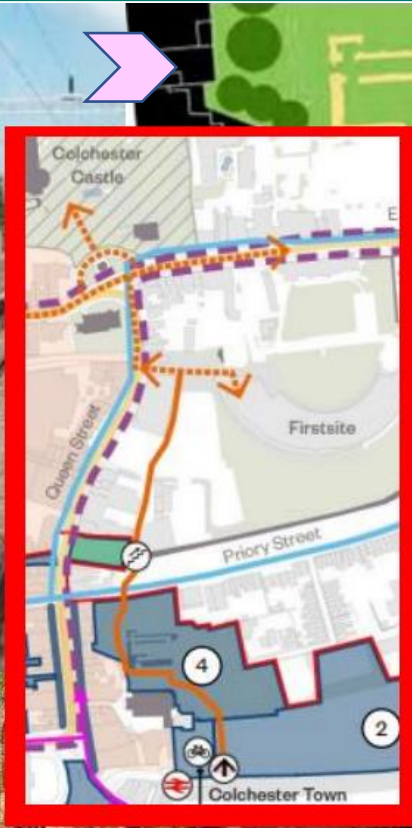 Colchester
Castle
E
Queen Street
Firstsite
Priory Street
4
2
Colchester Town